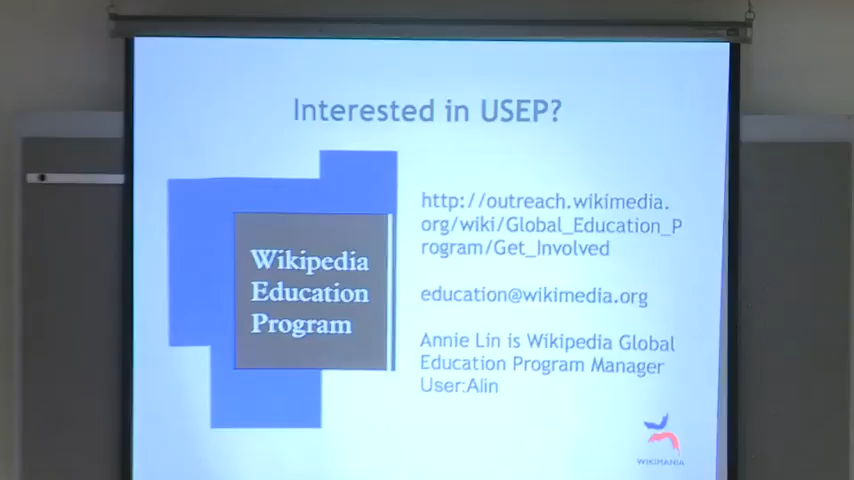 Interested in USEP?
Wikipedia
Education
Program
http://outreach.wikimedia.
org/wiki/Global_Education_P
rogram/Get_Involved
education@wikimedia.org
Annie Lin is Wikipedia Global
Education Program Manager
User:Alin
WIKIMANIA